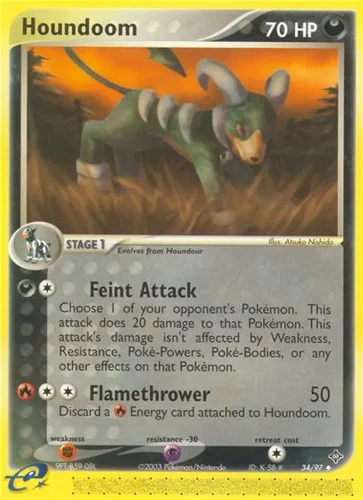 Houndoom 70 HP
Illus. Atsuko Nishida
STAGE 1
Evolves from Houndour
Feint Attack
Choose 1 of your opponent's Pokémon. This
attack does 20 damage to that Pokémon. This
attack's damage isn't affected by Weakness,
Resistance, Poké-Powers, Poké-Bodies, or any
other effects on that Pokémon.
Flamethrower 50
Discard a Energy card attached to Houndoom.
weakness resistance -30 retreat cost
©2003 Pokémon/Nintendo ID: K-58-# 34/97
e